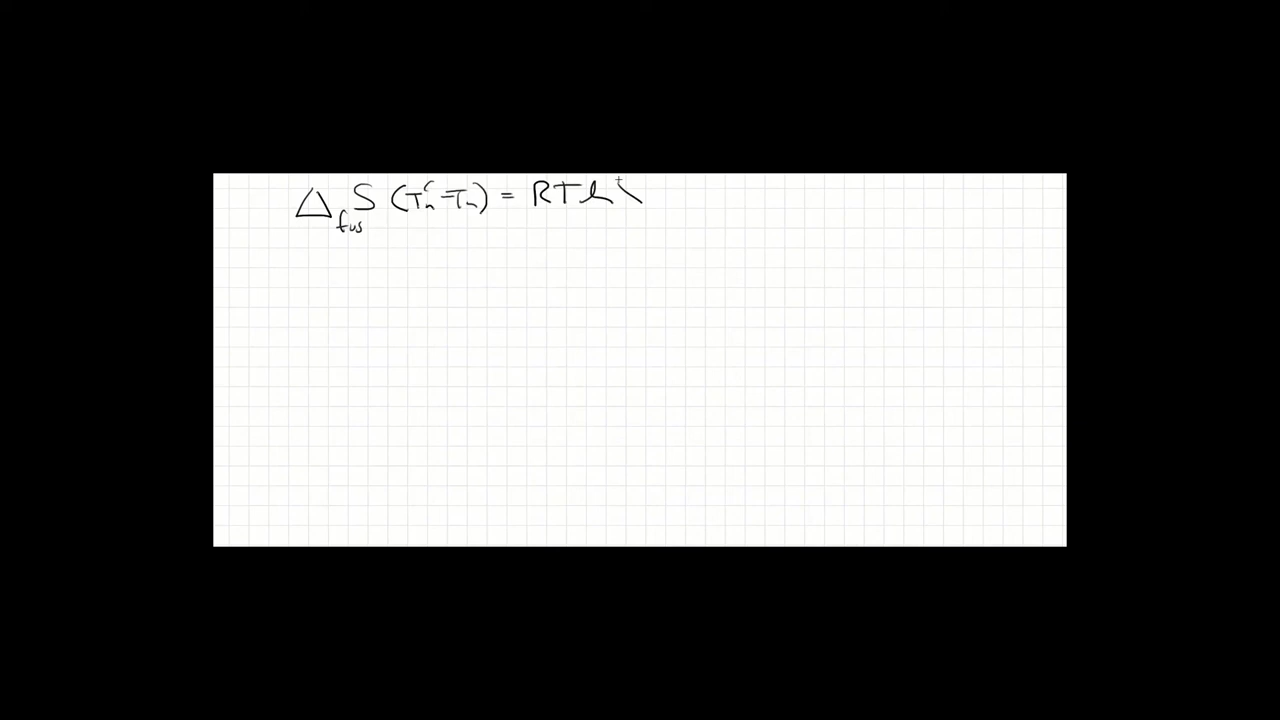 Δ_fus S (T_m' - T_m) = RT ln \